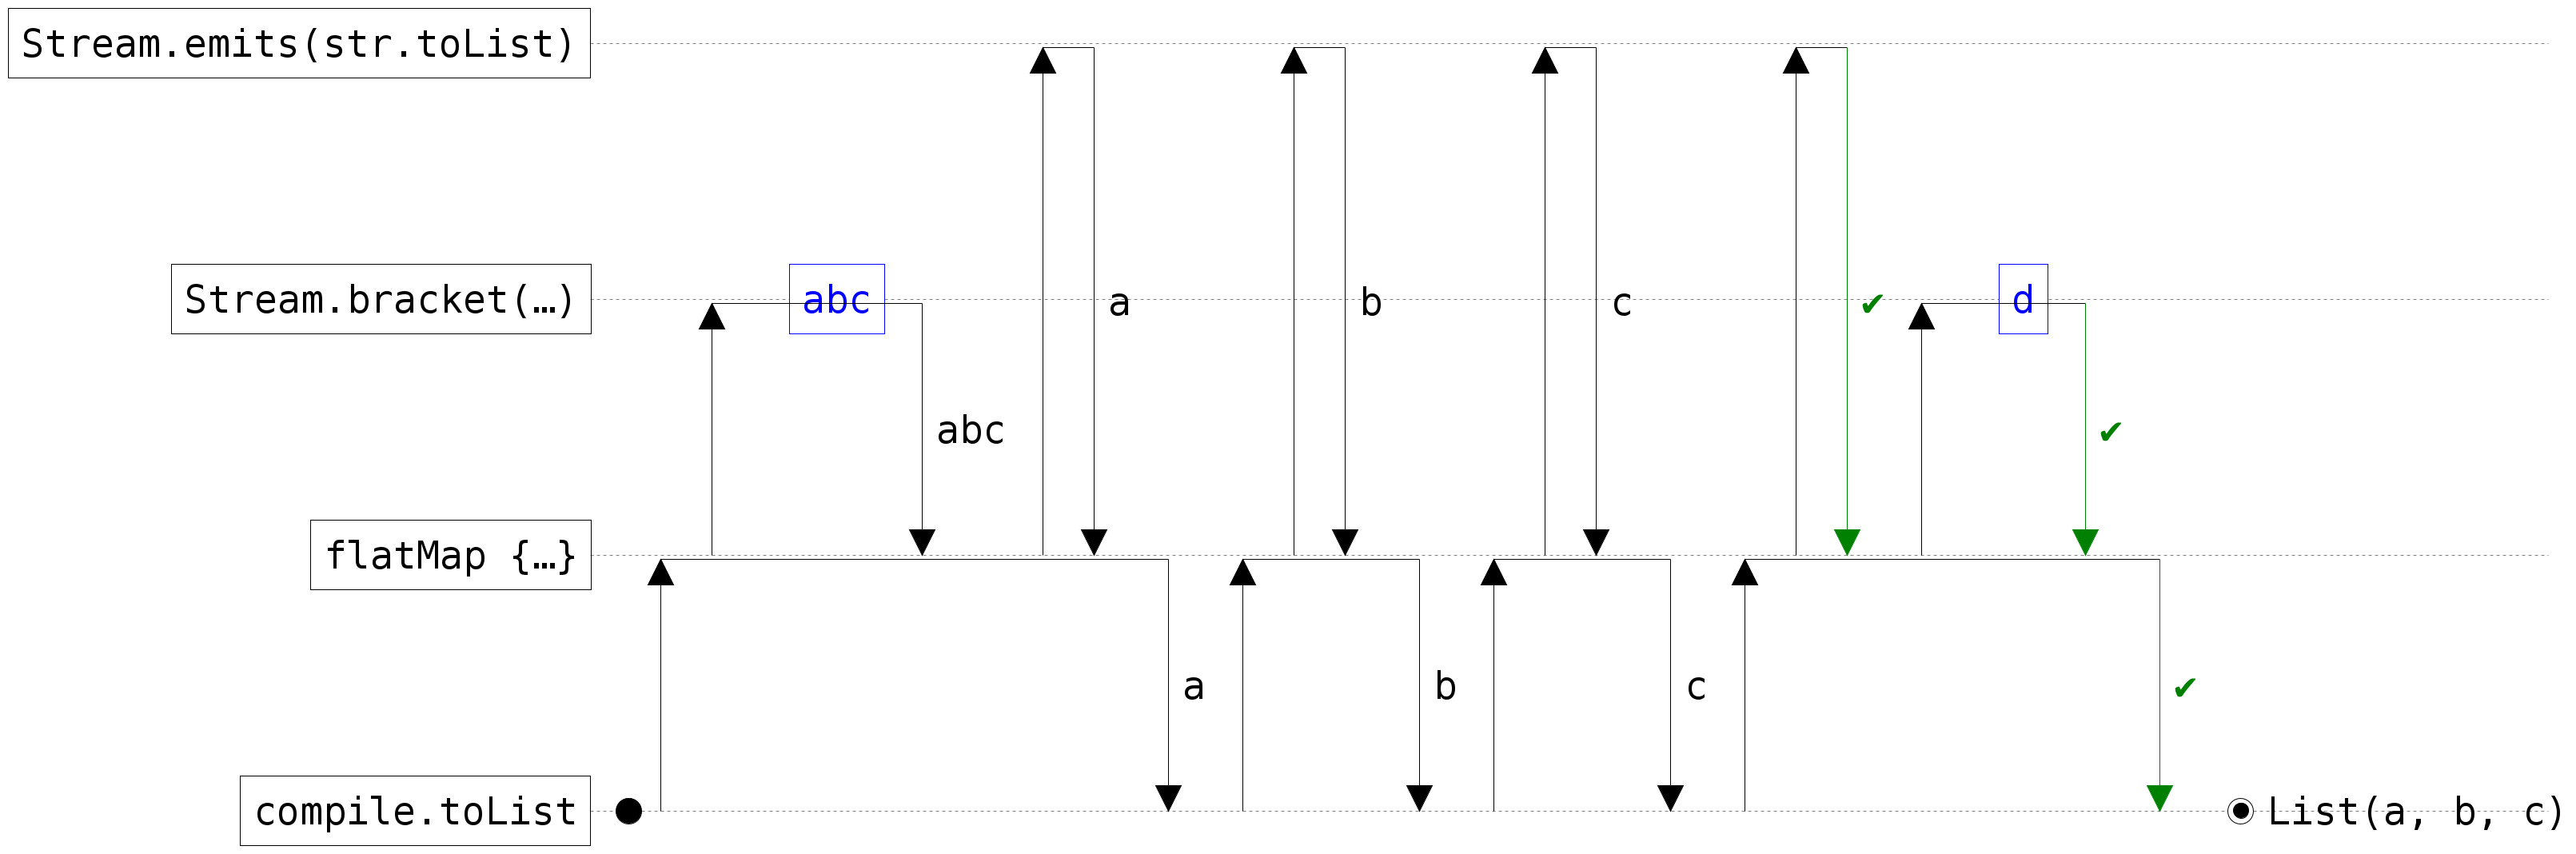 Stream.emits(str.toList)
Stream.bracket(…)
abc
a
b
c
✔
d
abc
✔
flatMap {…}
a
b
c
✔
compile.toList
List(a, b, c)